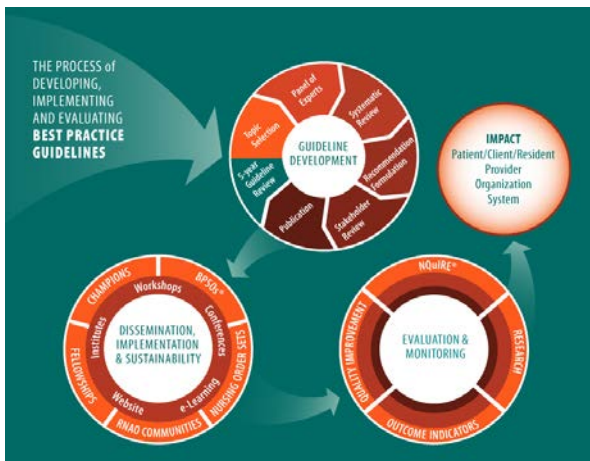 THE PROCESS of
DEVELOPING,
IMPLEMENTING
AND EVALUATING
BEST PRACTICE
GUIDELINES
GUIDELINE
DEVELOPMENT
Topic
Selection
Panel of
Experts
Systematic
Review
Recommendation
Formulation
Stakeholder
Review
Publication
5-year
Guideline
Review
IMPACT
Patient/Client/Resident
Provider
Organization
System
DISSEMINATION,
IMPLEMENTATION
& SUSTAINABILITY
Workshops
Conferences
e-Learning
Website
Institutes
CHAMPIONS
BPSOs®
NURSING ORDER SETS
RNAO COMMUNITIES
FELLOWSHIPS
EVALUATION &
MONITORING
NQuIRE®
RESEARCH
OUTCOME INDICATORS
QUALITY IMPROVEMENT